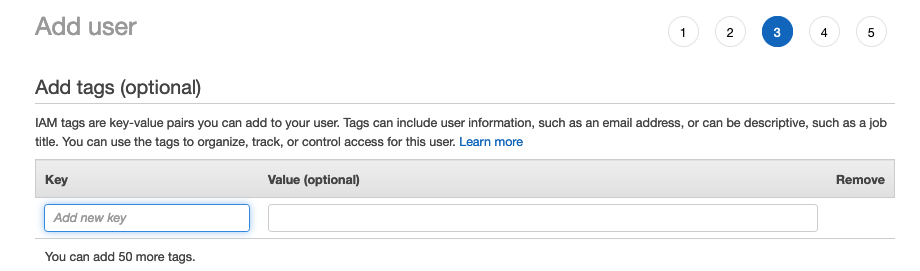 Add user
1 2 3 4 5
Add tags (optional)
IAM tags are key-value pairs you can add to your user. Tags can include user information, such as an email address, or can be descriptive, such as a job
title. You can use the tags to organize, track, or control access for this user. Learn more
Key Value (optional) Remove
Add new key
You can add 50 more tags.